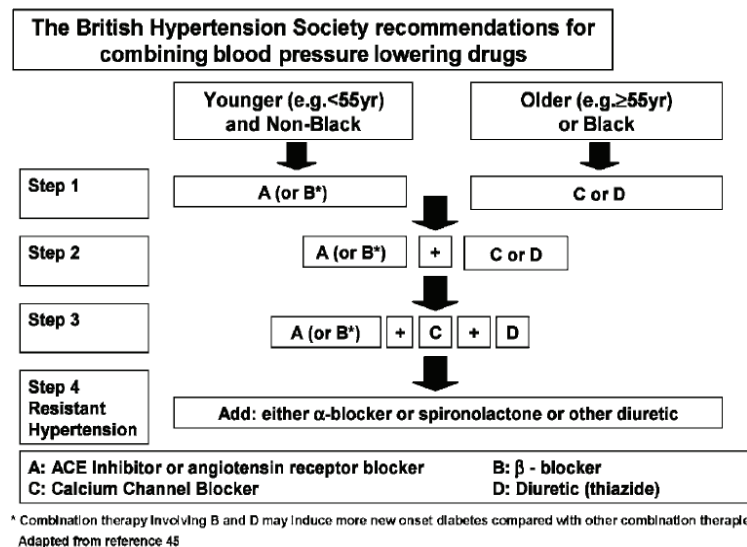 The British Hypertension Society recommendations for
combining blood pressure lowering drugs
Younger (e.g.<55yr)
and Non-Black
Older (e.g.≥55yr)
or Black
Step 1
A (or B*)
C or D
Step 2
A (or B*)
+
C or D
Step 3
A (or B*)
+
C
+
D
Step 4
Resistant
Hypertension
Add: either α-blocker or spironolactone or other diuretic
A: ACE Inhibitor or angiotensin receptor blocker
B: β - blocker
C: Calcium Channel Blocker
D: Diuretic (thiazide)
* Combination therapy involving B and D may induce more new onset diabetes compared with other combination therapie
Adapted from reference 45